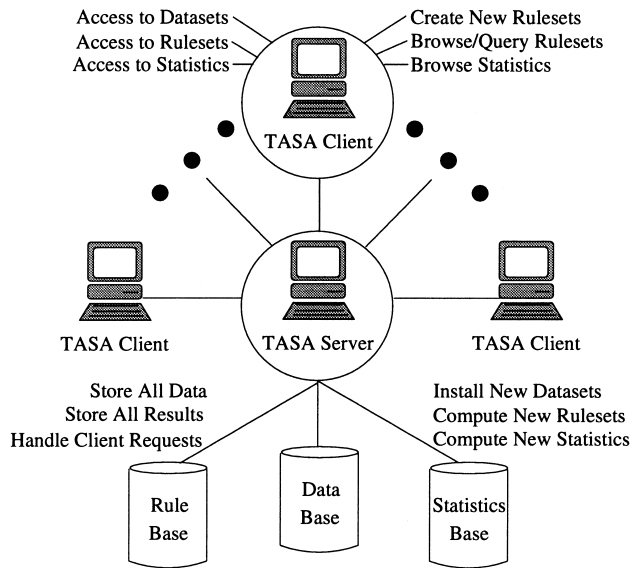 Access to Datasets
Access to Rulesets
Access to Statistics
Create New Rulesets
Browse/Query Rulesets
Browse Statistics
TASA Client
TASA Client
TASA Server
TASA Client
Store All Data
Store All Results
Handle Client Requests
Install New Datasets
Compute New Rulesets
Compute New Statistics
Rule
Base
Data
Base
Statistics
Base